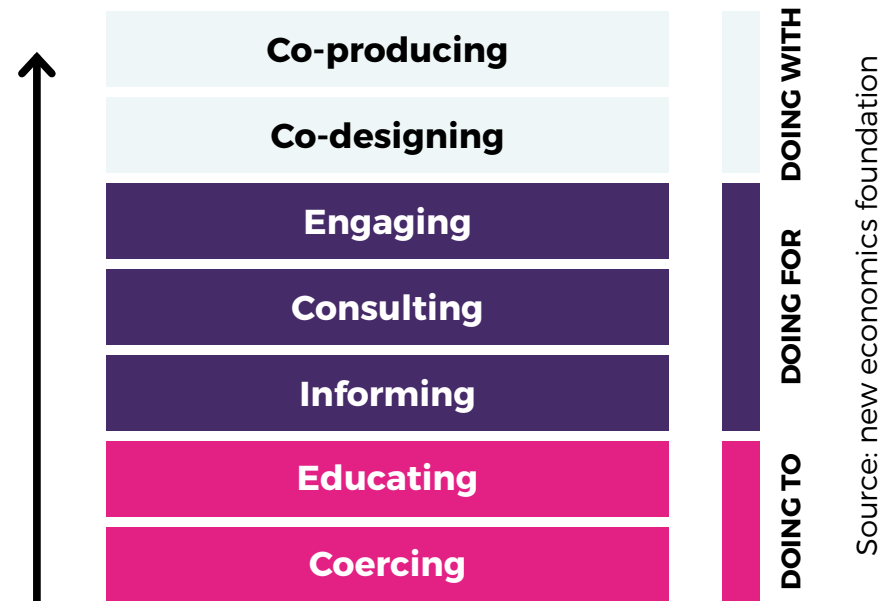 Co-producing
Co-designing
Engaging
Consulting
Informing
Educating
Coercing
DOING WITH
DOING FOR
DOING TO
Source: new economics foundation